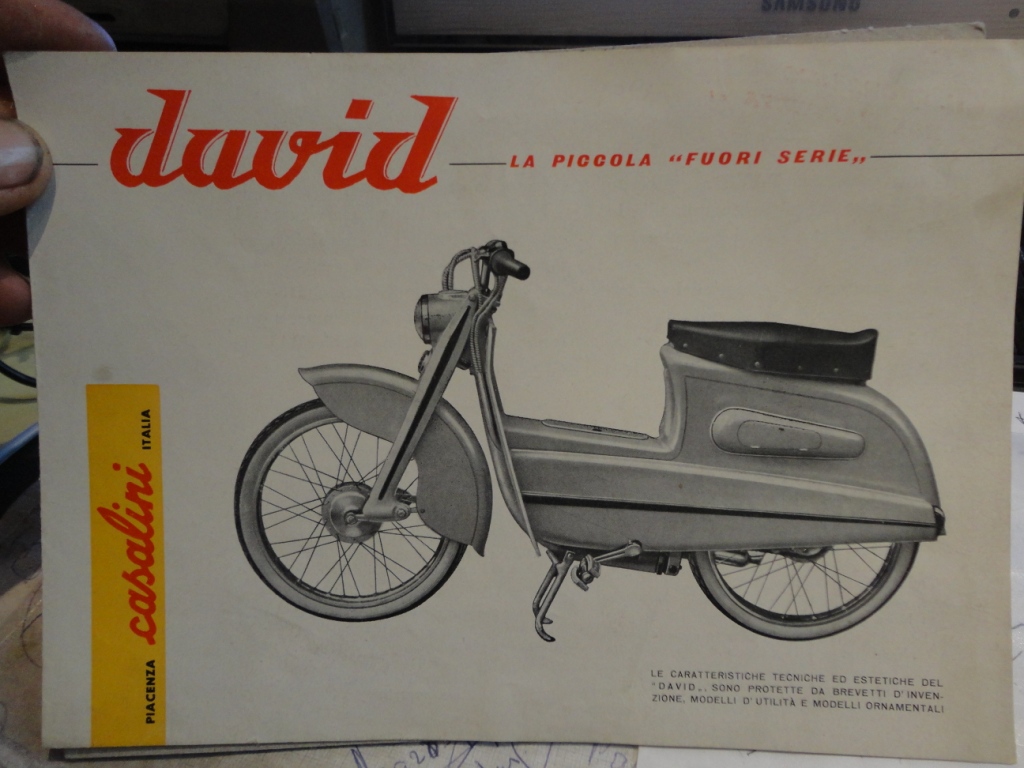 SAMSUNG
david
LA PICCOLA “FUORI SERIE„
PIACENZA casalini ITALIA
LE CARATTERISTICHE TECNICHE ED ESTETICHE DEL
“DAVID„ SONO PROTETTE DA BREVETTI D'INVEN-
ZIONE, MODELLI D'UTILITÀ E MODELLI ORNAMENTALI